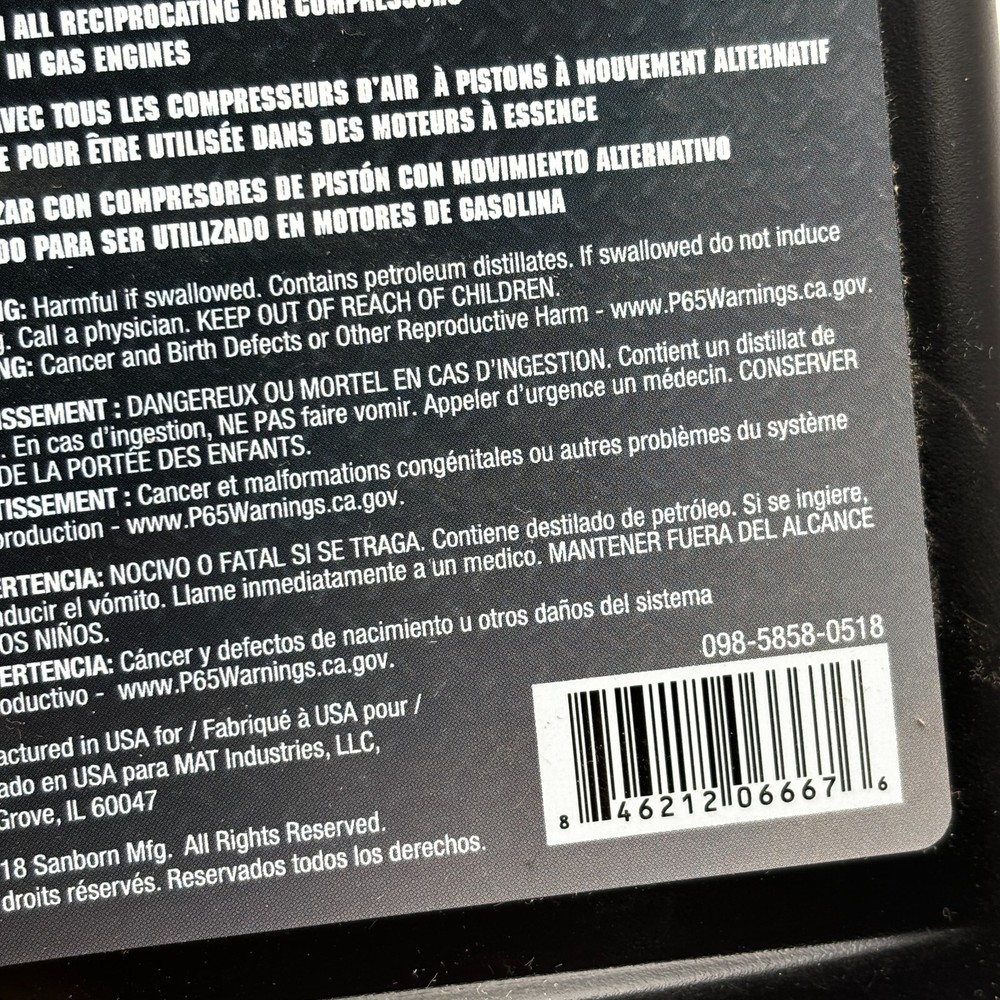 ALL RECIPROCATING AIR COMPRESSORS
IN GAS ENGINES
AVEC TOUS LES COMPRESSEURS D'AIR À PISTONS À MOUVEMENT ALTERNATIF
E POUR ÊTRE UTILISÉE DANS DES MOTEURS À ESSENCE
ZAR CON COMPRESORES DE PISTÓN CON MOVIMIENTO ALTERNATIVO
DO PARA SER UTILIZADO EN MOTORES DE GASOLINA
NG: Harmful if swallowed. Contains petroleum distillates. If swallowed do not induce
g. Call a physician. KEEP OUT OF REACH OF CHILDREN.
NG: Cancer and Birth Defects or Other Reproductive Harm - www.P65Warnings.ca.gov.
ISSEMENT : DANGEREUX OU MORTEL EN CAS D'INGESTION. Contient un distillat de
. En cas d'ingestion, NE PAS faire vomir. Appeler d'urgence un médecin. CONSERVER
DE LA PORTÉE DES ENFANTS.
TISSEMENT : Cancer et malformations congénitales ou autres problèmes du système
production - www.P65Warnings.ca.gov.
ERTENCIA: NOCIVO O FATAL SI SE TRAGA. Contiene destilado de petróleo. Si se ingiere,
nducir el vómito. Llame inmediatamente a un medico. MANTENER FUERA DEL ALCANCE
OS NIÑOS.
ERTENCIA: Cáncer y defectos de nacimiento u otros daños del sistema
oductivo - www.P65Warnings.ca.gov.
098-5858-0518
actured in USA for / Fabriqué à USA pour /
ado en USA para MAT Industries, LLC,
Grove, IL 60047
18 Sanborn Mfg. All Rights Reserved.
droits réservés. Reservados todos los derechos.
8 46212 06667 6